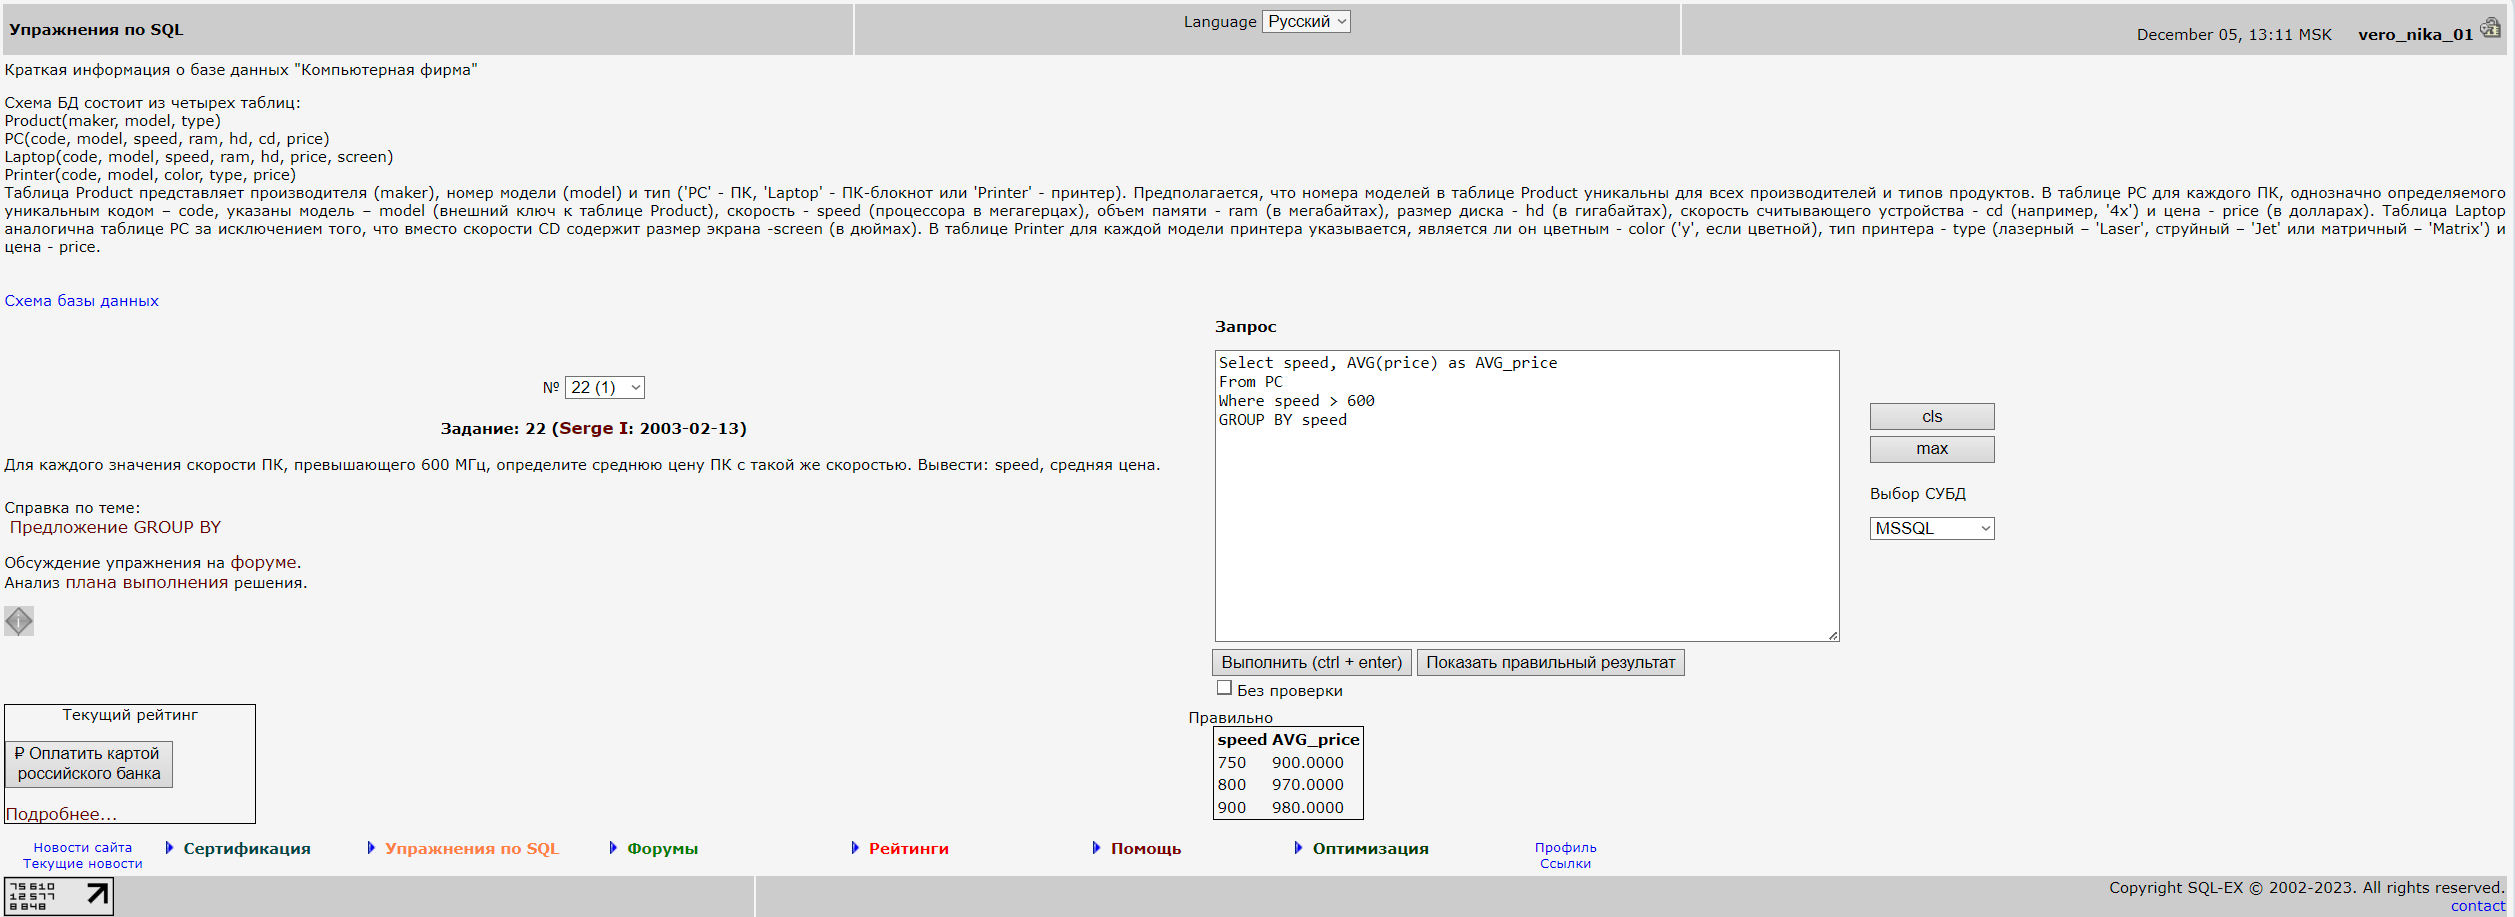 Упражнения по SQL
Language Русский
December 05, 13:11 MSK vero_nika_01
Краткая информация о базе данных "Компьютерная фирма"
Схема БД состоит из четырех таблиц:
Product(maker, model, type)
PC(code, model, speed, ram, hd, cd, price)
Laptop(code, model, speed, ram, hd, price, screen)
Printer(code, model, color, type, price)
Таблица Product представляет производителя (maker), номер модели (model) и тип ('PC' - ПК, 'Laptop' - ПК-блокнот или 'Printer' - принтер). Предполагается, что номера моделей в таблице Product уникальны для всех производителей и типов продуктов. В таблице PC для каждого ПК, однозначно определяемого
уникальным кодом – code, указаны модель – model (внешний ключ к таблице Product), скорость - speed (процессора в мегагерцах), объем памяти - ram (в мегабайтах), размер диска - hd (в гигабайтах), скорость считывающего устройства - cd (например, '4x') и цена - price (в долларах). Таблица Laptop
аналогична таблице РС за исключением того, что вместо скорости CD содержит размер экрана -screen (в дюймах). В таблице Printer для каждой модели принтера указывается, является ли он цветным - color ('y', если цветной), тип принтера - type (лазерный – 'Laser', струйный – 'Jet' или матричный – 'Matrix') и
цена - price.
Схема базы данных
№ 22 (1)
Задание: 22 (Serge I: 2003-02-13)
Для каждого значения скорости ПК, превышающего 600 МГц, определите среднюю цену ПК с такой же скоростью. Вывести: speed, средняя цена.
Справка по теме:
Предложение GROUP BY
Обсуждение упражнения на форуме.
Анализ плана выполнения решения.
Запрос
Select speed, AVG(price) as AVG_price
From PC
Where speed > 600
GROUP BY speed
cls
max
Выбор СУБД
MSSQL
Выполнить (ctrl + enter) Показать правильный результат
Без проверки
Правильно
speed AVG_price
750 900.0000
800 970.0000
900 980.0000
Текущий рейтинг
₽ Оплатить картой
российского банка
Подробнее...
Новости сайта
Текущие новости
Сертификация
Упражнения по SQL
Форумы
Рейтинги
Помощь
Оптимизация
Профиль
Ссылки
75610
12577
8848
Copyright SQL-EX © 2002-2023. All rights reserved.
contact